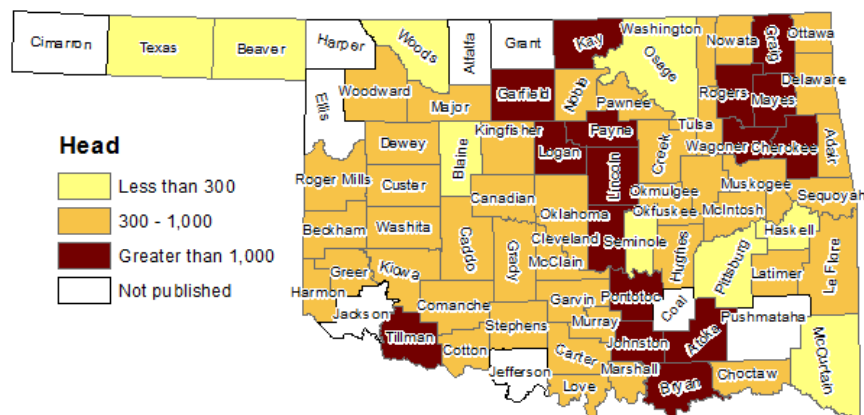 Cimarron
Texas
Beaver
Harper
Woods
Alfalfa
Grant
Kay
Washington
Osage
Nowata
Craig
Ottawa
Ellis
Woodward
Major
Garfield
Noble
Pawnee
Rogers
Mayes
Delaware
Head
Less than 300
300 - 1,000
Greater than 1,000
Not published
Dewey
Blaine
Kingfisher
Logan
Payne
Lincoln
Creek
Tulsa
Wagoner
Cherokee
Adair
Roger Mills
Custer
Canadian
Oklahoma
Okmulgee
Okfuskee
Muskogee
McIntosh
Sequoyah
Beckham
Washita
Caddo
Grady
Cleveland
McClain
Seminole
Hughes
Pittsburg
Haskell
Latimer
Le Flore
Harmon
Greer
Kiowa
Jackson
Tillman
Comanche
Cotton
Stephens
Jefferson
Garvin
Murray
Carter
Love
Pontotoc
Johnston
Marshall
Coal
Atoka
Bryan
Pushmataha
Choctaw
McCurtain